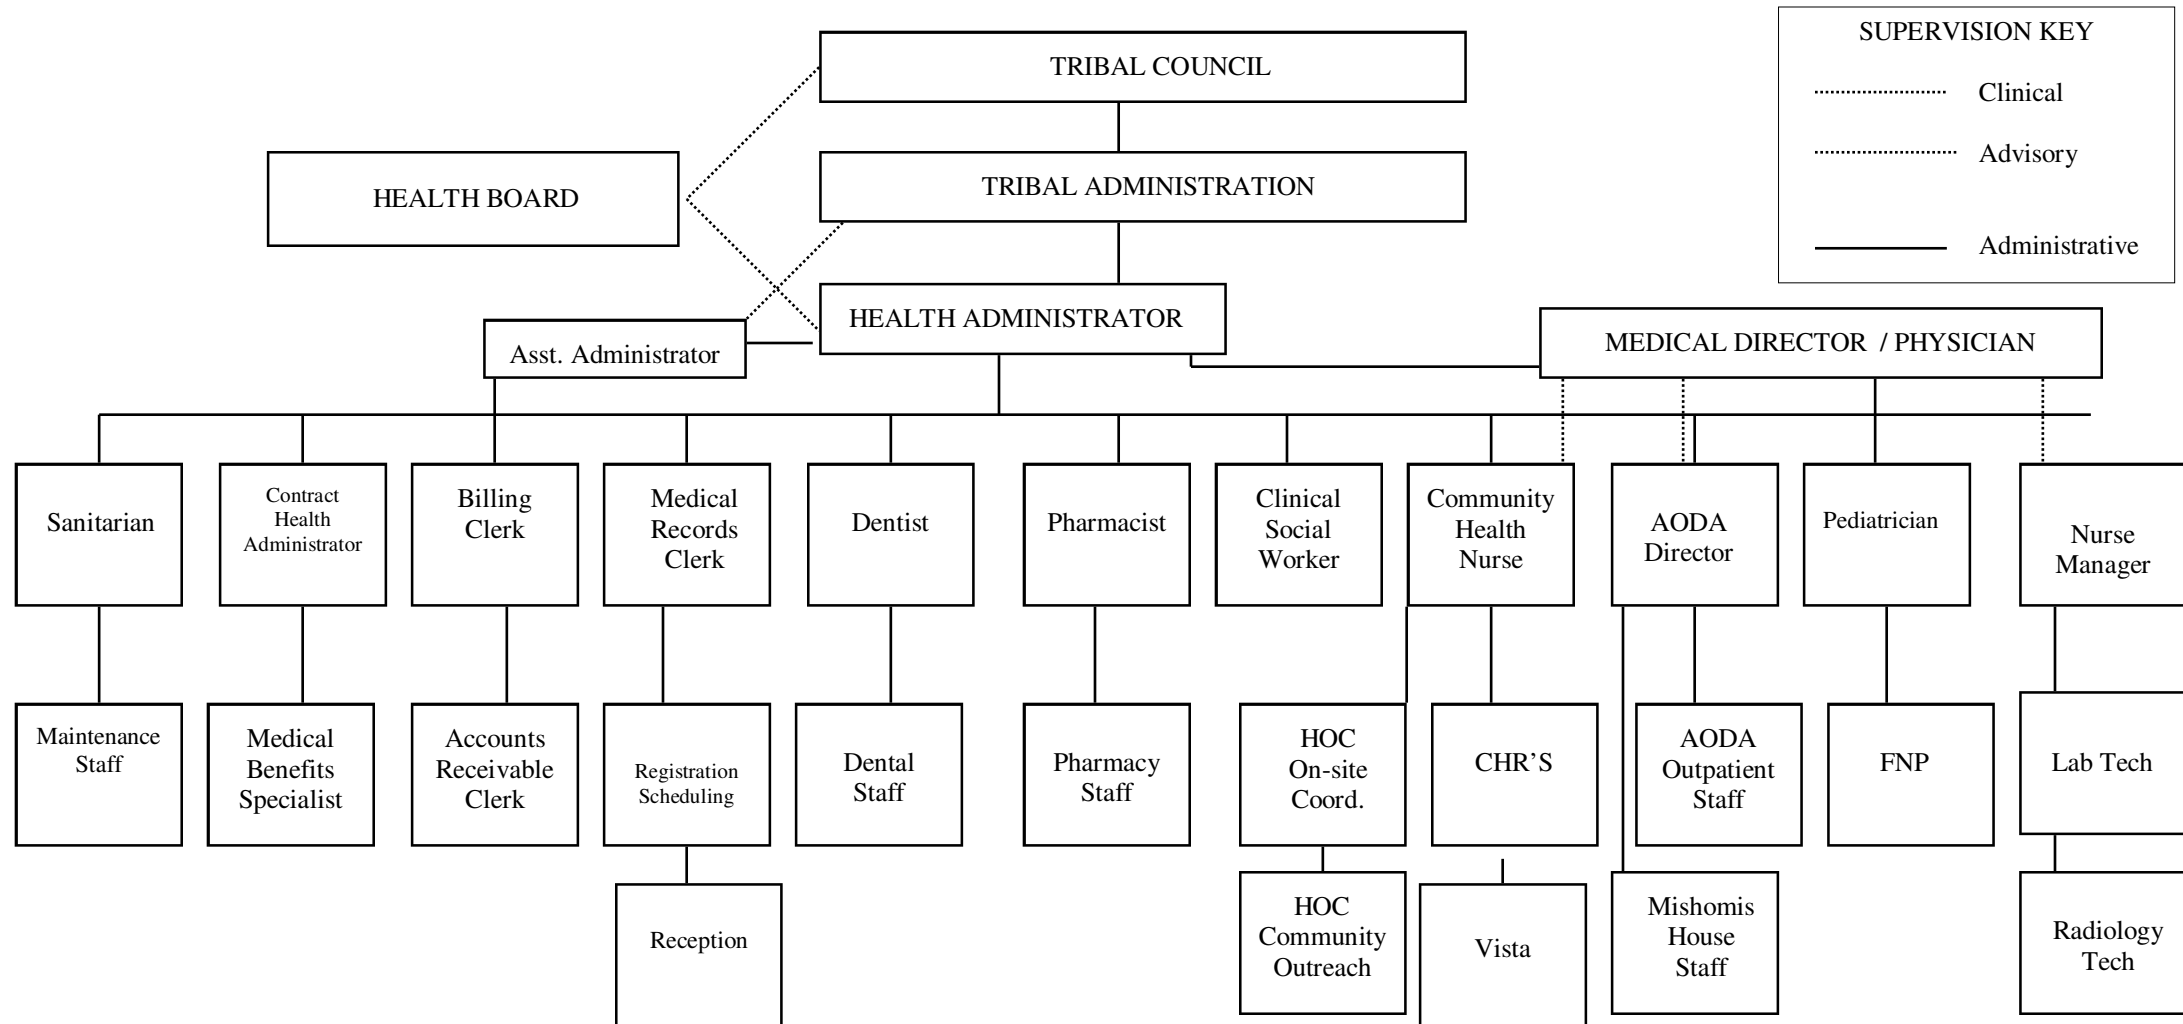 SUPERVISION KEY
Clinical
Advisory
Administrative
TRIBAL COUNCIL
HEALTH BOARD
TRIBAL ADMINISTRATION
HEALTH ADMINISTRATOR
Asst. Administrator
MEDICAL DIRECTOR / PHYSICIAN
Sanitarian
Contract
Health
Administrator
Billing
Clerk
Medical
Records
Clerk
Dentist
Pharmacist
Clinical
Social
Worker
Community
Health
Nurse
AODA
Director
Pediatrician
Nurse
Manager
Maintenance
Staff
Medical
Benefits
Specialist
Accounts
Receivable
Clerk
Registration
Scheduling
Dental
Staff
Pharmacy
Staff
HOC
On-site
Coord.
CHR’S
AODA
Outpatient
Staff
FNP
Lab Tech
Reception
HOC
Community
Outreach
Vista
Mishomis
House
Staff
Radiology
Tech